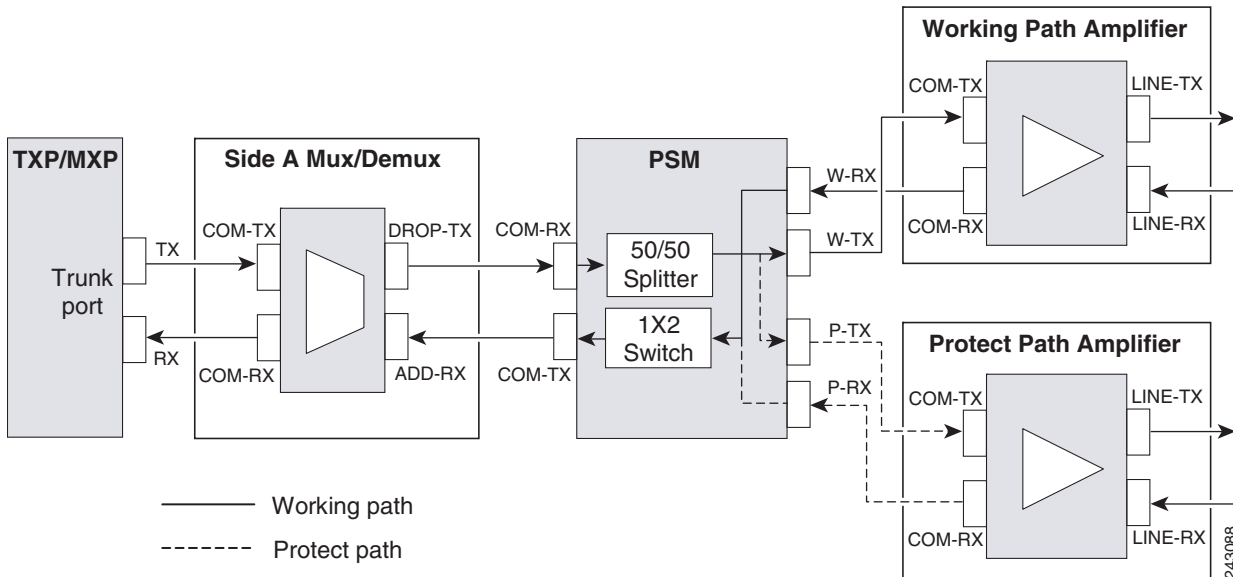 TXP/MXP
Trunk
port
TX
RX
Side A Mux/Demux
COM-TX
DROP-TX
COM-RX
ADD-RX
PSM
COM-RX
COM-TX
50/50
Splitter
1X2
Switch
W-RX
W-TX
P-TX
P-RX
Working Path Amplifier
COM-TX
LINE-TX
COM-RX
LINE-RX
Protect Path Amplifier
COM-TX
LINE-TX
COM-RX
LINE-RX
Working path
Protect path
243088